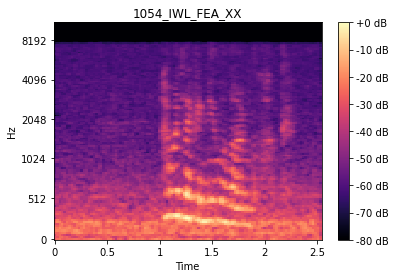 1054_IWL_FEA_XX
+0 dB
8192
-10 dB
4096
-20 dB
-30 dB
2048
Hz
-40 dB
1024
-50 dB
512
-60 dB
-70 dB
0
-80 dB
0 0.5 1 1.5 2 2.5
Time